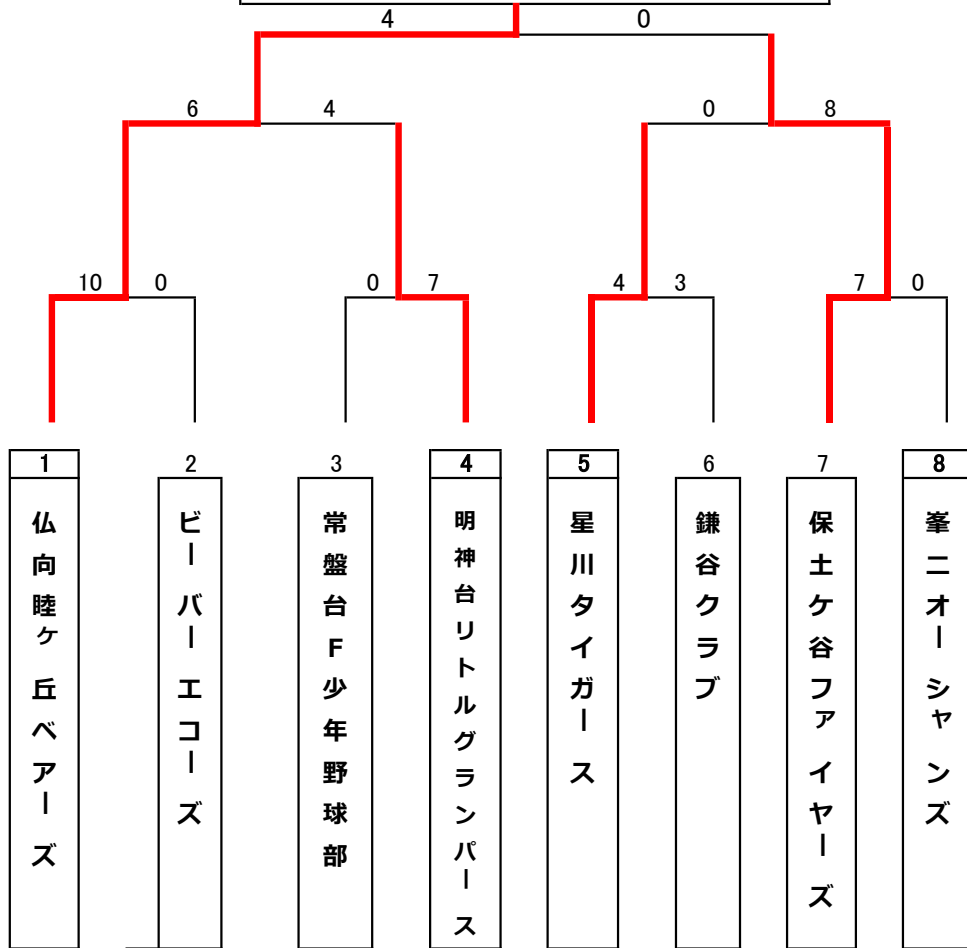 4 0
6 4 0 8
10 0 0 7 4 3 7 0
1 2 3 4 5 6 7 8
仏向睦ケ丘ベアーズ
ビーバーエコーズ
常盤台F少年野球部
明神台リトルグランパース
星川タイガース
鎌谷クラブ
保土ケ谷ファイヤーズ
峯二オーシャンズ